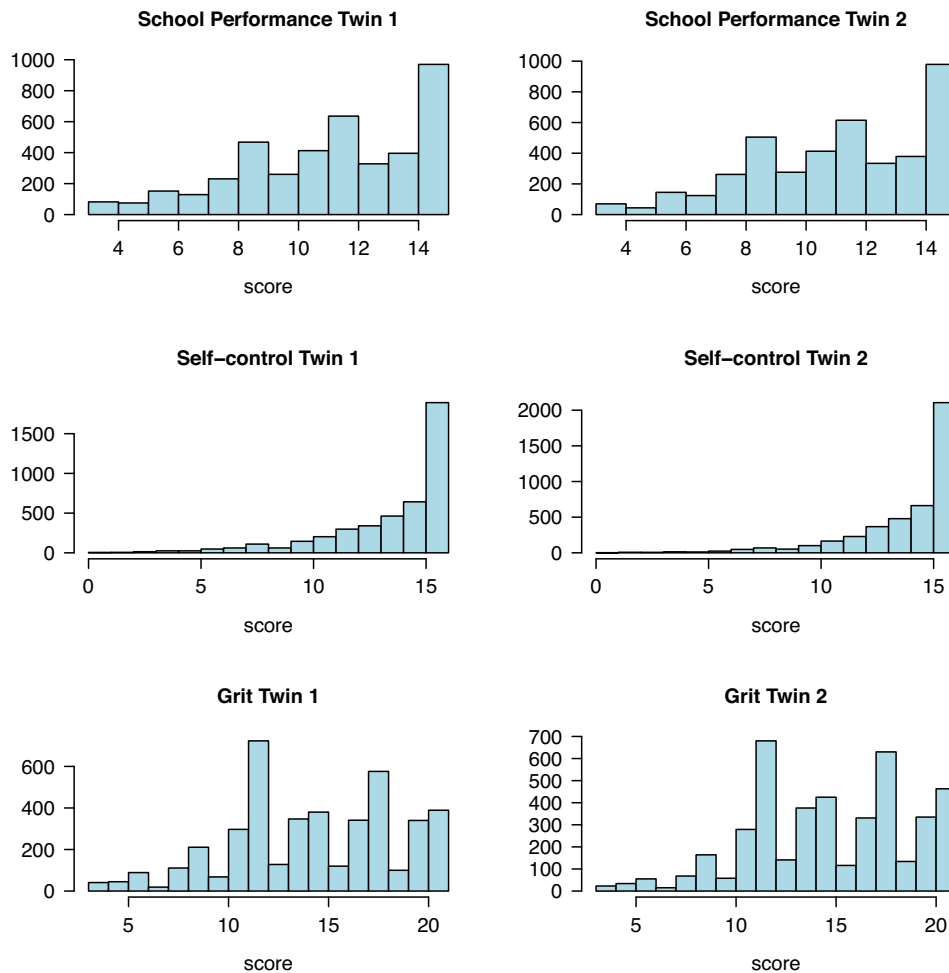 School Performance Twin 1
1000
800
600
400
200
0
4 6 8 10 12 14
score
School Performance Twin 2
1000
800
600
400
200
0
4 6 8 10 12 14
score
Self−control Twin 1
1500
1000
500
0
0 5 10 15
score
Self−control Twin 2
2000
1500
1000
500
0
0 5 10 15
score
Grit Twin 1
600
400
200
0
5 10 15 20
score
Grit Twin 2
700
600
500
400
300
200
100
0
5 10 15 20
score